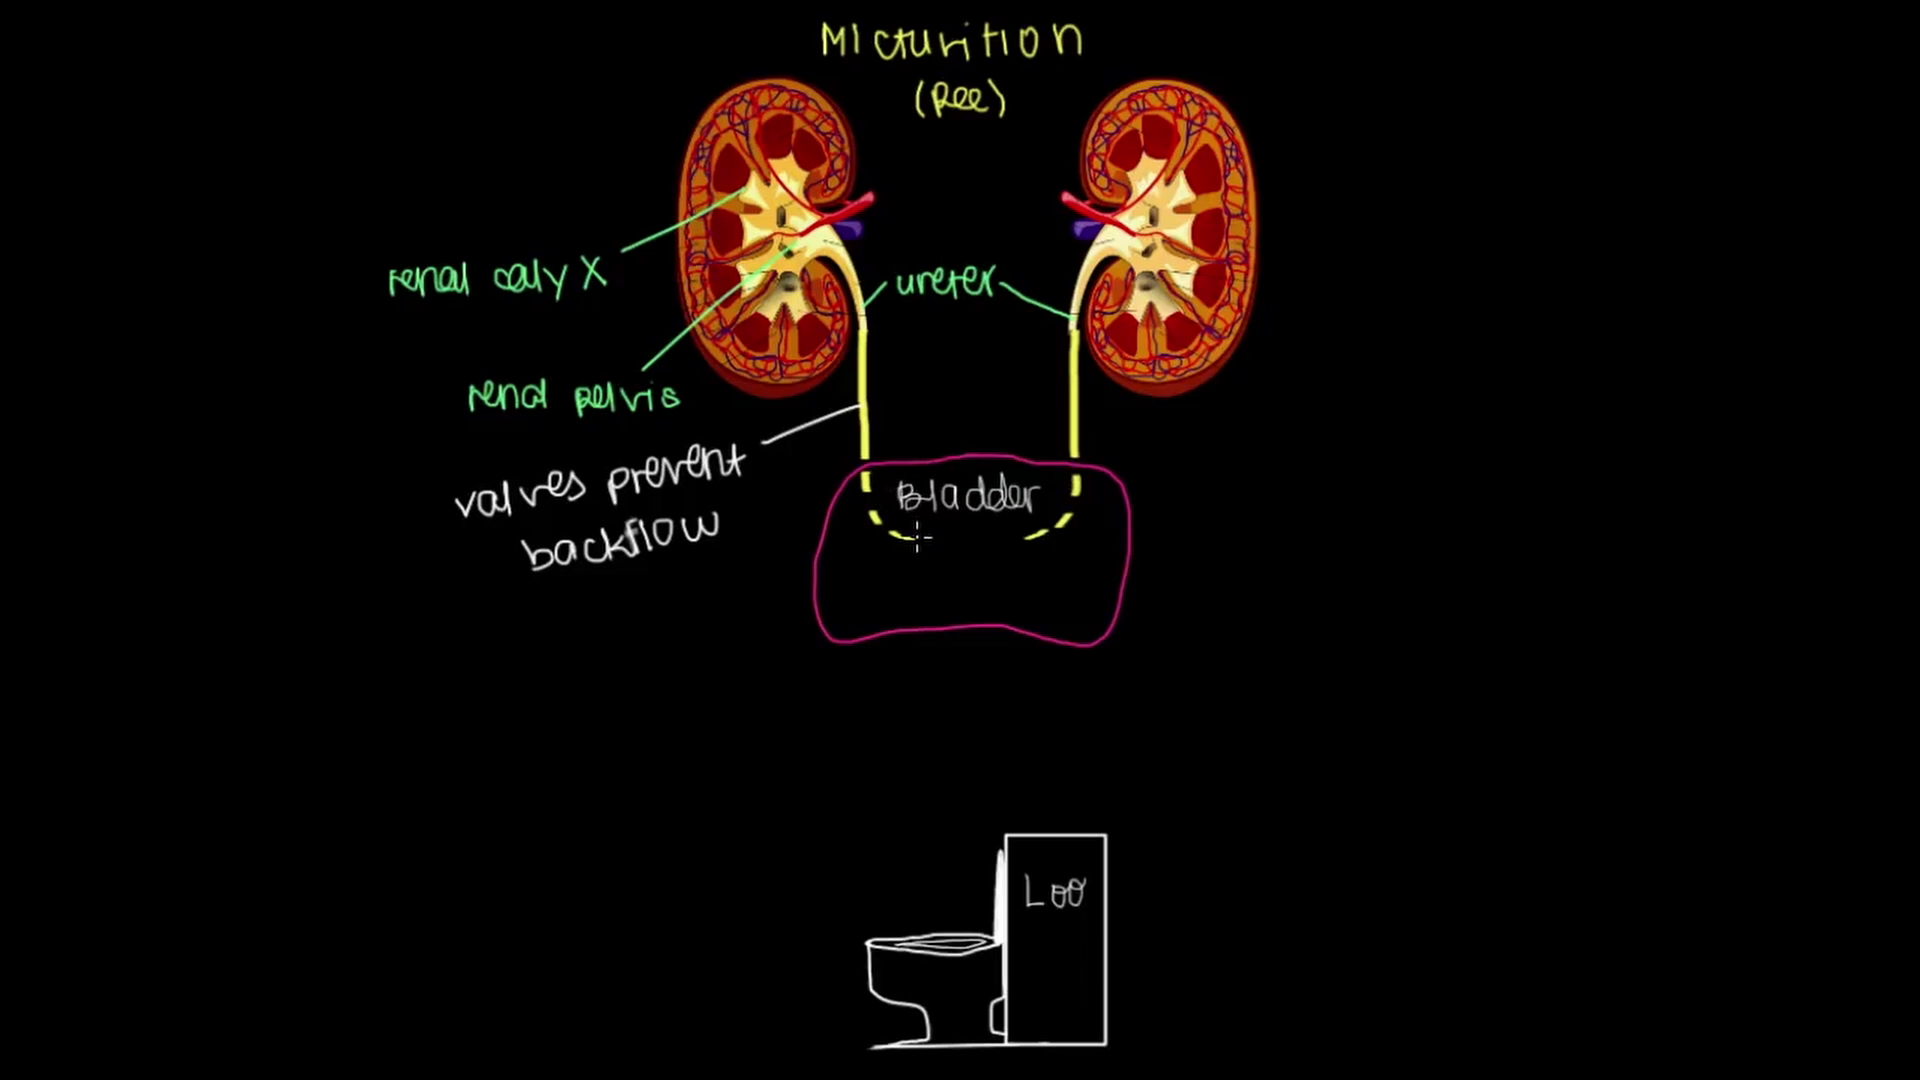 Micturition
(Pee)
renal calyx
ureter
renal pelvis
valves prevent
backflow
Bladder
Loo